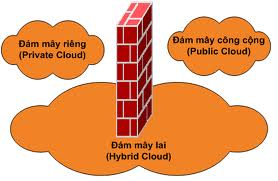 Đám mây riêng
(Private Cloud)
Đám mây công cộng
(Public Cloud)
Đám mây lai
(Hybrid Cloud)